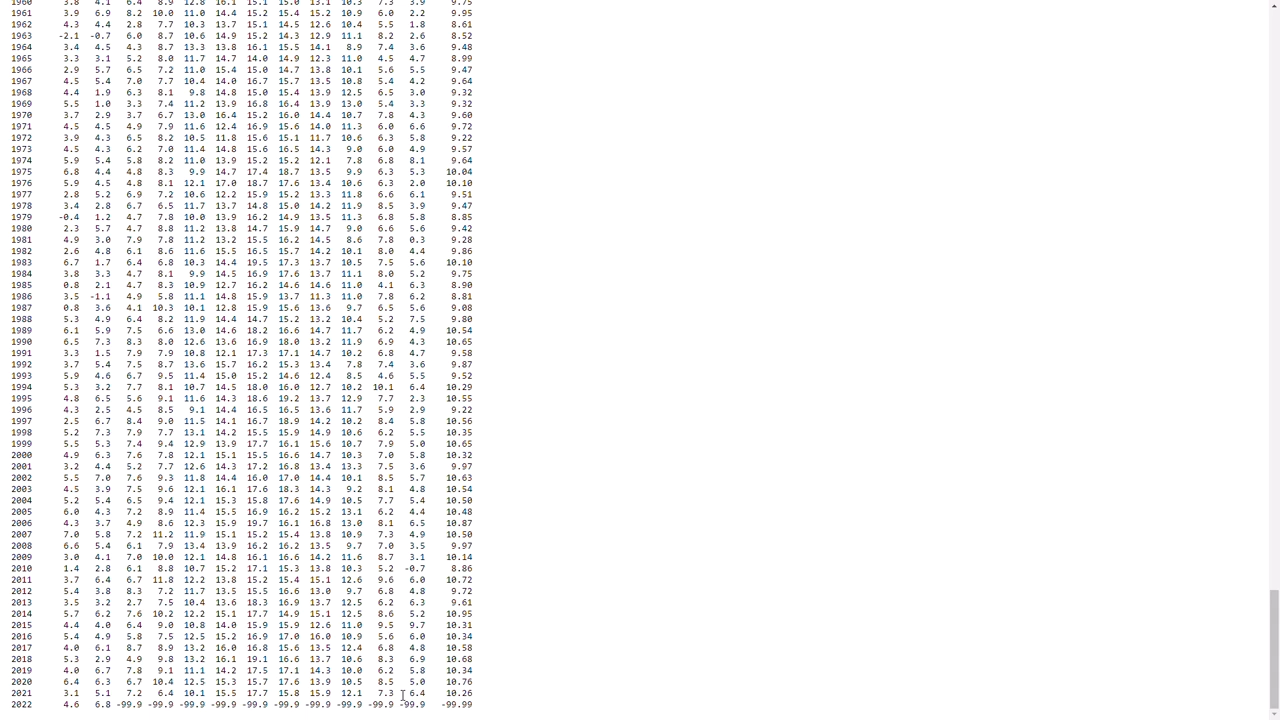 1960 3.8 4.1 6.4 8.9 12.8 16.1 15.1 15.0 13.1 10.3 7.3 3.9 9.75
1961 3.9 6.9 8.2 10.0 11.0 14.4 15.2 15.4 15.2 10.9 6.0 2.2 9.95
1962 4.3 4.4 2.8 7.7 10.3 13.7 15.1 14.5 12.6 10.4 5.5 1.8 8.61
1963 -2.1 -0.7 6.0 8.7 10.6 14.9 15.2 14.3 12.9 11.1 8.2 2.6 8.52
1964 3.4 4.5 4.3 8.7 13.3 13.8 16.1 15.5 14.1 8.9 7.4 3.6 9.48
1965 3.3 3.1 5.2 8.0 11.7 14.7 14.0 14.9 12.3 11.0 4.5 4.7 8.99
1966 2.9 5.7 6.5 7.2 11.0 15.4 15.0 14.7 13.8 10.1 5.6 5.5 9.47
1967 4.5 5.4 7.0 7.7 10.4 14.0 16.7 15.7 13.5 10.8 5.4 4.2 9.64
1968 4.4 1.9 6.3 8.1 9.8 14.8 15.0 15.4 13.9 12.5 6.5 3.0 9.32
1969 5.5 1.0 3.3 7.4 11.2 13.9 16.8 16.4 13.9 13.0 5.4 3.3 9.32
1970 3.7 2.9 3.7 6.7 13.0 16.4 15.2 16.0 14.4 10.7 7.8 4.3 9.60
1971 4.5 4.5 4.9 7.9 11.6 12.4 16.9 15.6 14.0 11.3 6.0 6.6 9.72
1972 3.9 4.3 6.5 8.2 10.5 11.8 15.6 15.1 11.7 10.6 6.3 5.8 9.22
1973 4.5 4.3 6.2 7.0 11.4 14.8 15.6 16.5 14.3 9.0 6.0 4.9 9.57
1974 5.9 5.4 5.8 8.2 11.0 13.9 15.2 15.2 12.1 7.8 6.8 8.1 9.64
1975 6.8 4.4 4.8 8.3 9.9 14.7 17.4 18.7 13.5 9.9 6.3 5.3 10.04
1976 5.9 4.5 4.8 8.1 12.1 17.0 18.7 17.6 13.4 10.6 6.3 2.0 10.10
1977 2.8 5.2 6.9 7.2 10.6 12.2 15.9 15.2 13.3 11.8 6.6 6.1 9.51
1978 3.4 2.8 6.7 6.5 11.7 13.7 14.8 15.0 14.2 11.9 8.5 3.9 9.47
1979 -0.4 1.2 4.7 7.8 10.0 13.9 16.2 14.9 13.5 11.3 6.8 5.8 8.85
1980 2.3 5.7 4.7 8.8 11.2 13.8 14.7 15.9 14.7 9.0 6.6 5.6 9.42
1981 4.9 3.0 7.9 7.8 11.2 13.2 15.5 16.2 14.5 8.6 7.8 0.3 9.28
1982 2.6 4.8 6.1 8.6 11.6 15.5 16.5 15.7 14.2 10.1 8.0 4.4 9.86
1983 6.7 1.7 6.4 6.8 10.3 14.4 19.5 17.3 13.7 10.5 7.5 5.6 10.10
1984 3.8 3.3 4.7 8.1 9.9 14.5 16.9 17.6 13.7 11.1 8.0 5.2 9.75
1985 0.8 2.1 4.7 8.3 10.9 12.7 16.2 14.6 14.6 11.0 4.1 6.3 8.90
1986 3.5 -1.1 4.9 5.8 11.1 14.8 15.9 13.7 11.3 11.0 7.8 6.2 8.81
1987 0.8 3.6 4.1 10.3 10.1 12.8 15.9 15.6 13.6 9.7 6.5 5.6 9.08
1988 5.3 4.9 6.4 8.2 11.9 14.4 14.7 15.2 13.2 10.4 5.2 7.5 9.80
1989 6.1 5.9 7.5 6.6 13.0 14.6 18.2 16.6 14.7 11.7 6.2 4.9 10.54
1990 6.5 7.3 8.3 8.0 12.6 13.6 16.9 18.0 13.2 11.9 6.9 4.3 10.65
1991 3.3 1.5 7.9 7.9 10.8 12.1 17.3 17.1 14.7 10.2 6.8 4.7 9.58
1992 3.7 5.4 7.5 8.7 13.6 15.7 16.2 15.3 13.4 7.8 7.4 3.6 9.87
1993 5.9 4.6 6.7 9.5 11.4 15.0 15.2 14.6 12.4 8.5 4.6 5.5 9.52
1994 5.3 3.2 7.7 8.1 10.7 14.5 18.0 16.0 12.7 10.2 10.1 6.4 10.29
1995 4.8 6.5 5.6 9.1 11.6 14.3 18.6 19.2 13.7 12.9 7.7 2.3 10.55
1996 4.3 2.5 4.5 8.5 9.1 14.4 16.5 16.5 13.6 11.7 5.9 2.9 9.22
1997 2.5 6.7 8.4 9.0 11.5 14.1 16.7 18.9 14.2 10.2 8.4 5.8 10.56
1998 5.2 7.3 7.9 7.7 13.1 14.2 15.5 15.9 14.9 10.6 6.2 5.5 10.35
1999 5.5 5.3 7.4 9.4 12.9 13.9 17.7 16.1 15.6 10.7 7.9 5.0 10.65
2000 4.9 6.3 7.6 7.8 12.1 15.1 15.5 16.6 14.7 10.3 7.0 5.8 10.32
2001 3.2 4.4 5.2 7.7 12.6 14.3 17.2 16.8 13.4 13.3 7.5 3.6 9.97
2002 5.5 7.0 7.6 9.3 11.8 14.4 16.0 17.0 14.4 10.1 8.5 5.7 10.63
2003 4.5 3.9 7.5 9.6 12.1 16.1 17.6 18.3 14.3 9.2 8.1 4.8 10.54
2004 5.2 5.4 6.5 9.4 12.1 15.3 15.8 17.6 14.9 10.5 7.7 5.4 10.50
2005 6.0 4.3 7.2 8.9 11.4 15.5 16.9 16.2 15.2 13.1 6.2 4.4 10.48
2006 4.3 3.7 4.9 8.6 12.3 15.9 19.7 16.1 16.8 13.0 8.1 6.5 10.87
2007 7.0 5.8 7.2 11.2 11.9 15.1 15.2 15.4 13.8 10.9 7.3 4.9 10.50
2008 6.6 5.4 6.1 7.9 13.4 13.9 16.2 16.2 13.5 9.7 7.0 3.5 9.97
2009 3.0 4.1 7.0 10.0 12.1 14.8 16.1 16.6 14.2 11.6 8.7 3.1 10.14
2010 1.4 2.8 6.1 8.8 10.7 15.2 17.1 15.3 13.8 10.3 5.2 -0.7 8.86
2011 3.7 6.4 6.7 11.8 12.2 13.8 15.2 15.4 15.1 12.6 9.6 6.0 10.72
2012 5.4 3.8 8.3 7.2 11.7 13.5 15.5 16.6 13.0 9.7 6.8 4.8 9.72
2013 3.5 3.2 2.7 7.5 10.4 13.6 18.3 16.9 13.7 12.5 6.2 6.3 9.61
2014 5.7 6.2 7.6 10.2 12.2 15.1 17.7 14.9 15.1 12.5 8.6 5.2 10.95
2015 4.4 4.0 6.4 9.0 10.8 14.0 15.9 15.9 12.6 11.0 9.5 9.7 10.31
2016 5.4 4.9 5.8 7.5 12.5 15.2 16.9 17.0 16.0 10.9 5.6 6.0 10.34
2017 4.0 6.1 8.7 8.9 13.2 16.0 16.8 15.6 13.5 12.4 6.8 4.8 10.58
2018 5.3 2.9 4.9 9.8 13.2 16.1 19.1 16.6 13.7 10.6 8.3 6.9 10.68
2019 4.0 6.7 7.8 9.1 11.1 14.2 17.5 17.1 14.3 10.0 6.2 5.8 10.34
2020 6.4 6.3 6.7 10.4 12.5 15.3 15.7 17.6 13.9 10.5 8.5 5.0 10.76
2021 3.1 5.1 7.2 6.4 10.1 15.5 17.7 15.8 15.9 12.1 7.3 6.4 10.26
2022 4.6 6.8 -99.9 -99.9 -99.9 -99.9 -99.9 -99.9 -99.9 -99.9 -99.9 -99.9 -99.99